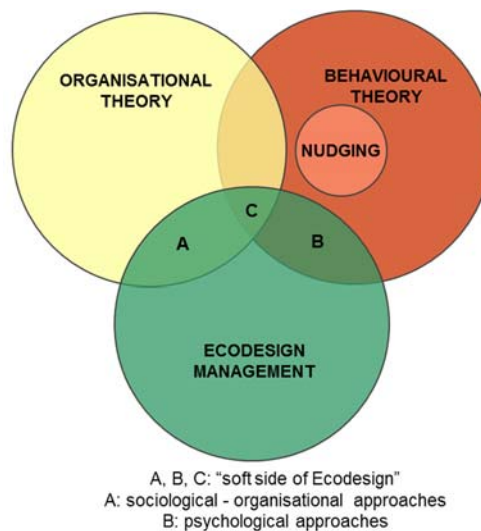 ORGANISATIONAL
THEORY
BEHAVIOURAL
THEORY
NUDGING
C
A
B
ECODESIGN
MANAGEMENT
A, B, C: “soft side of Ecodesign”
A: sociological - organisational approaches
B: psychological approaches